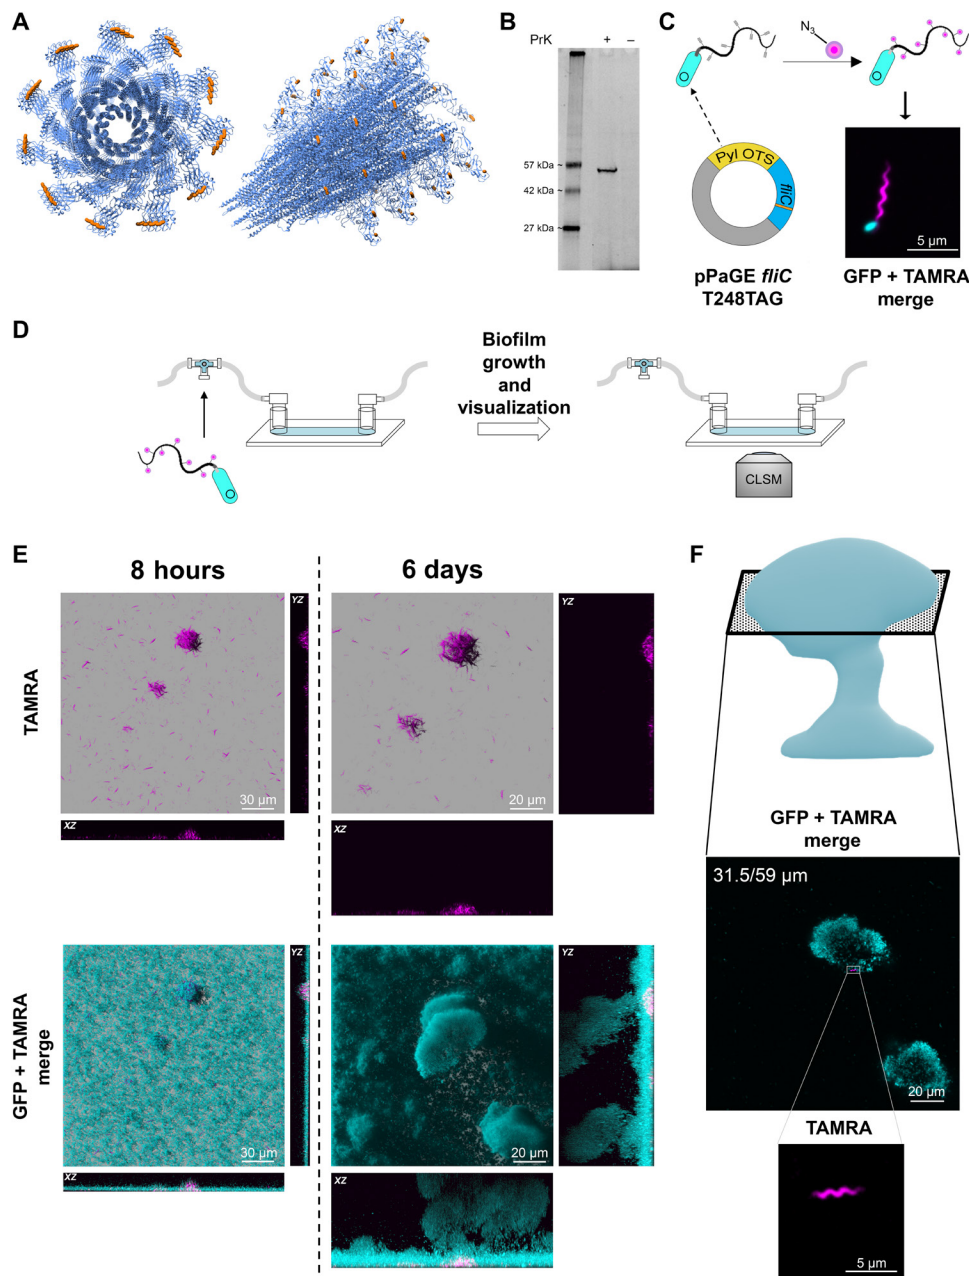 A
B
PrK
+
–
57 kDa
42 kDa
27 kDa
C
N3
Pyl OTS
fliC
pPaGE fliC
T248TAG
5 µm
GFP + TAMRA
merge
D
Biofilm
growth
and
visualization
CLSM
E
8 hours
6 days
TAMRA
YZ
30 µm
XZ
YZ
20 µm
XZ
GFP + TAMRA
merge
YZ
30 µm
XZ
YZ
20 µm
XZ
F
GFP + TAMRA
merge
31.5/59 µm
20 µm
TAMRA
5 µm